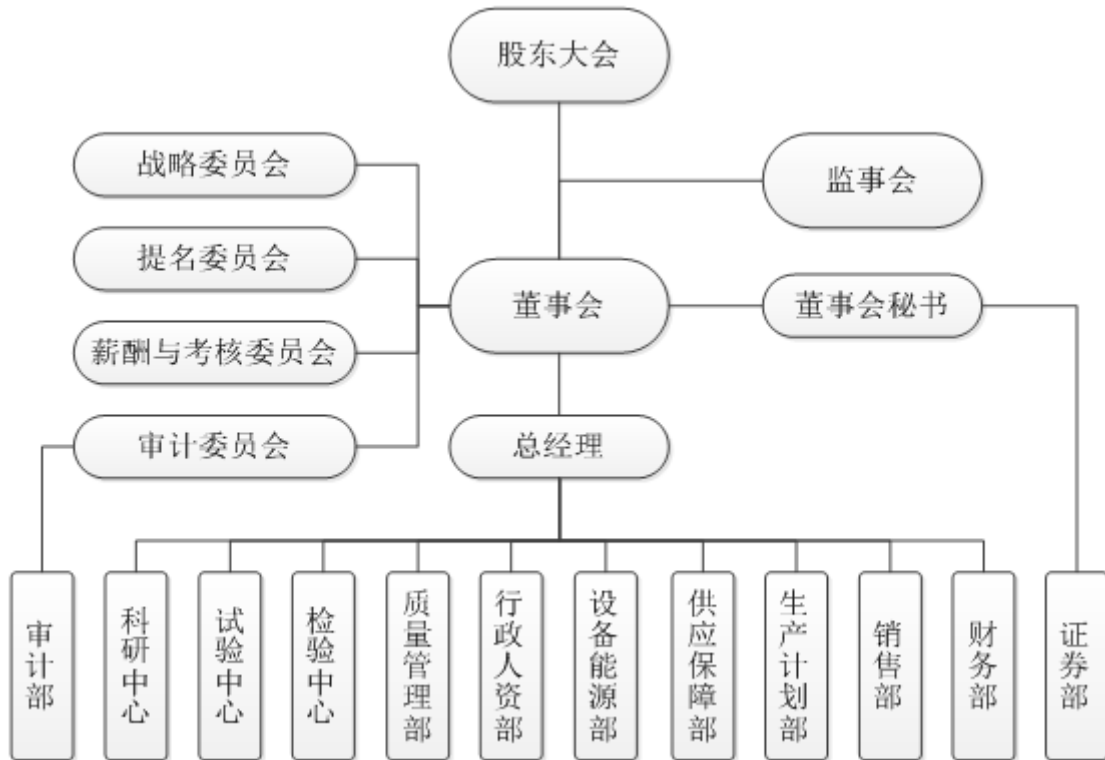 股东大会
战略委员会
监事会
提名委员会
董事会
董事会秘书
薪酬与考核委员会
审计委员会
总经理
审计部
科研中心
试验中心
检验中心
质量管理部
行政人资部
设备能源部
供应保障部
生产计划部
销售部
财务部
证券部